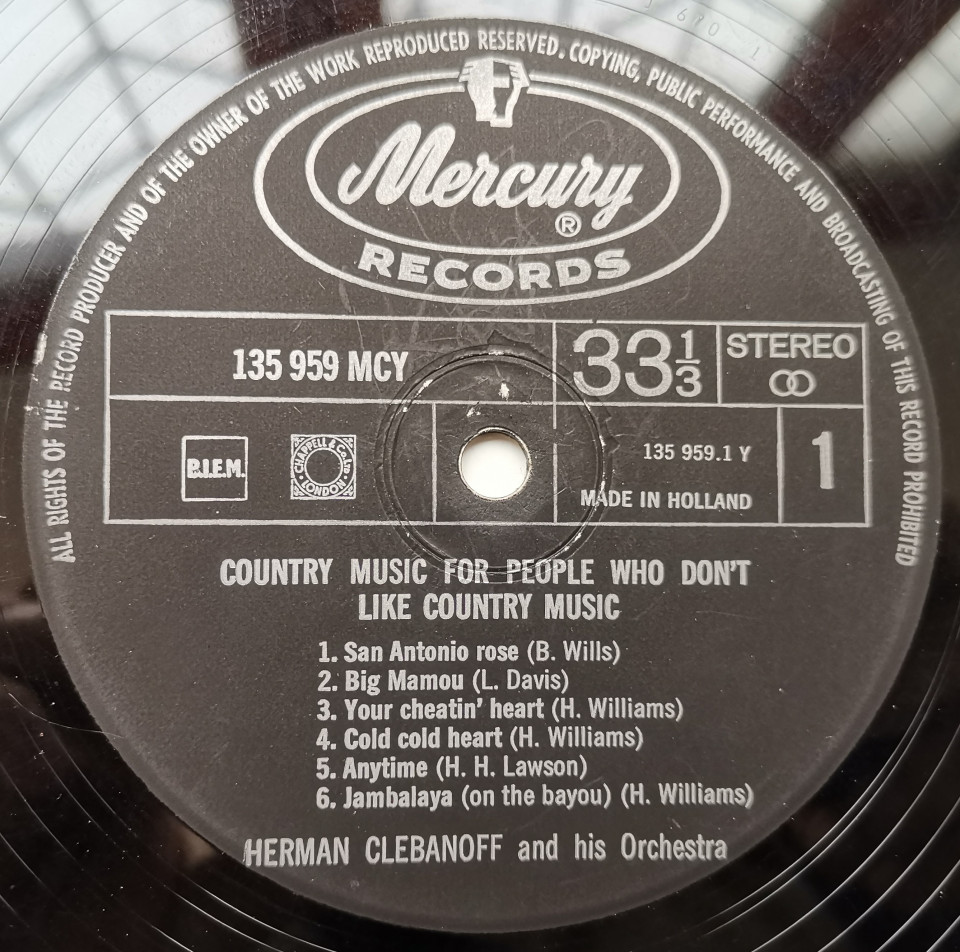 ALL RIGHTS OF THE RECORD PRODUCER AND OF THE OWNER OF THE WORK REPRODUCED RESERVED. COPYING, PUBLIC PERFORMANCE AND BROADCASTING OF THIS RECORD PROHIBITED
Mercury ®
RECORDS
135 959 MCY
33 1/3
STEREO
B.I.E.M.
CHAPPELL & Co. Ltd LONDON
135 959.1 Y
1
MADE IN HOLLAND
COUNTRY MUSIC FOR PEOPLE WHO DON'T
LIKE COUNTRY MUSIC
1. San Antonio rose (B. Wills)
2. Big Mamou (L. Davis)
3. Your cheatin' heart (H. Williams)
4. Cold cold heart (H. Williams)
5. Anytime (H. H. Lawson)
6. Jambalaya (on the bayou) (H. Williams)
HERMAN CLEBANOFF and his Orchestra